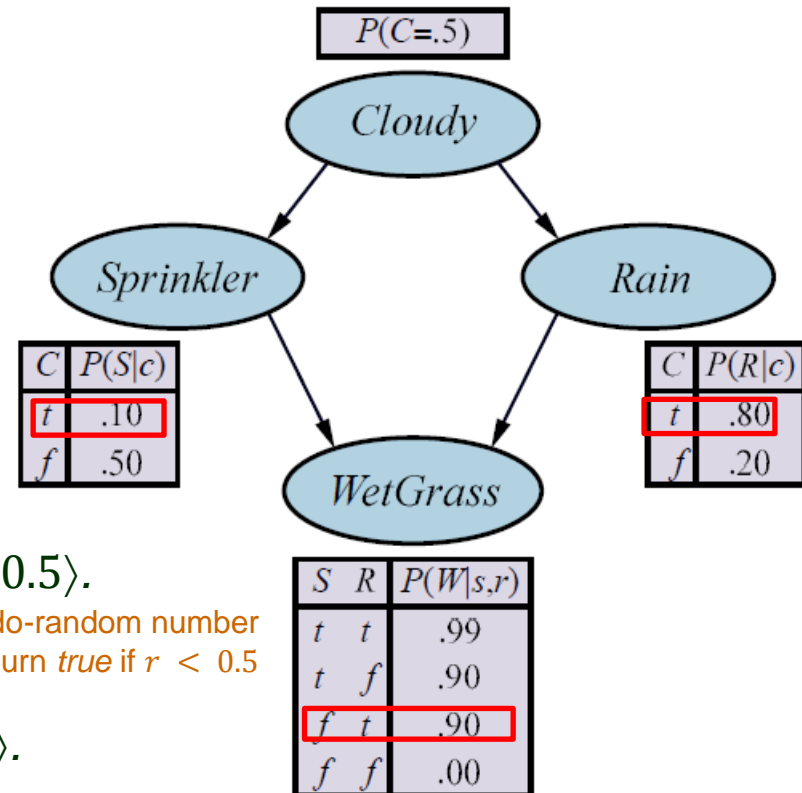 P(C=.5)
Cloudy
Sprinkler
Rain
C P(S|c)
t .10
f .50
C P(R|c)
t .80
f .20
WetGrass
0.5⟩.
do-random number
urn true if r < 0.5
⟩.
S R P(W|s,r)
t t .99
t f .90
f t .90
f f .00